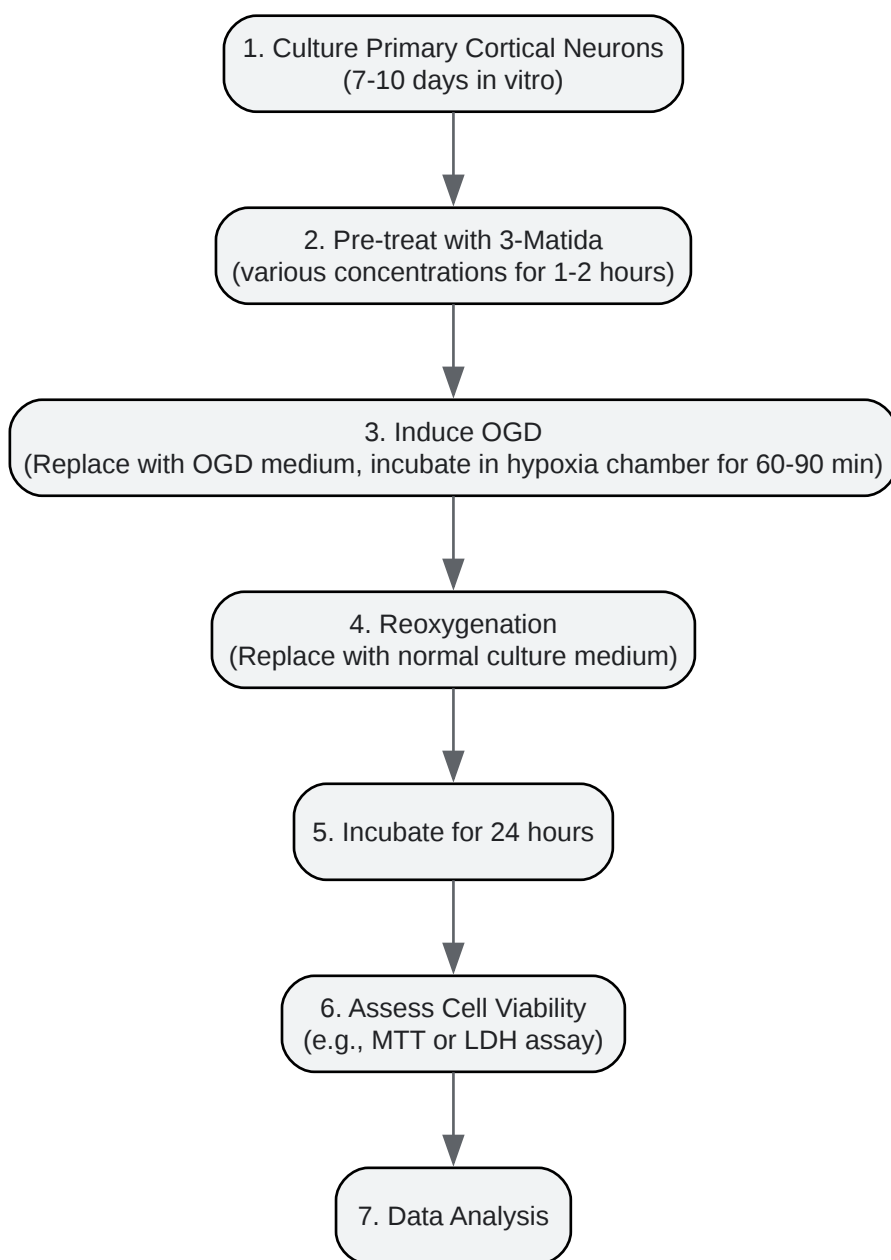 1. Culture Primary Cortical Neurons
(7-10 days in vitro)
2. Pre-treat with 3-Matida
(various concentrations for 1-2 hours)
3. Induce OGD
(Replace with OGD medium, incubate in hypoxia chamber for 60-90 min)
4. Reoxygenation
(Replace with normal culture medium)
5. Incubate for 24 hours
6. Assess Cell Viability
(e.g., MTT or LDH assay)
7. Data Analysis